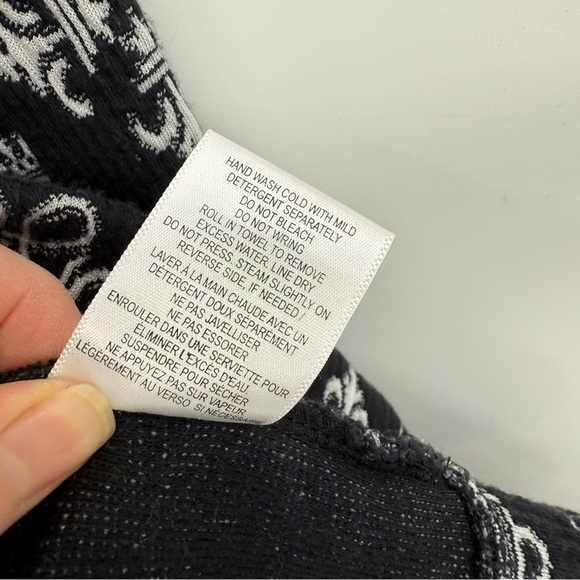 HAND WASH COLD WITH MILD
DETERGENT SEPARATELY
DO NOT BLEACH
DO NOT WRING
ROLL IN TOWEL TO REMOVE
EXCESS WATER. LINE DRY
DO NOT PRESS. STEAM SLIGHTLY ON
REVERSE SIDE. IF NEEDED /
LAVER À LA MAIN CHAUDE AVEC UN
DÉTERGENT DOUX SÉPARÉMENT
NE PAS JAVELLISER
NE PAS ESSORER
ENROULER DANS UNE SERVIETTE POUR
ÉLIMINER L'EXCÈS D'EAU
SUSPENDRE POUR SÉCHER
NE APPUYEZ PAS SUR VAPEUR
LÉGÈREMENT AU VERSO SI NÉCESSAIRE